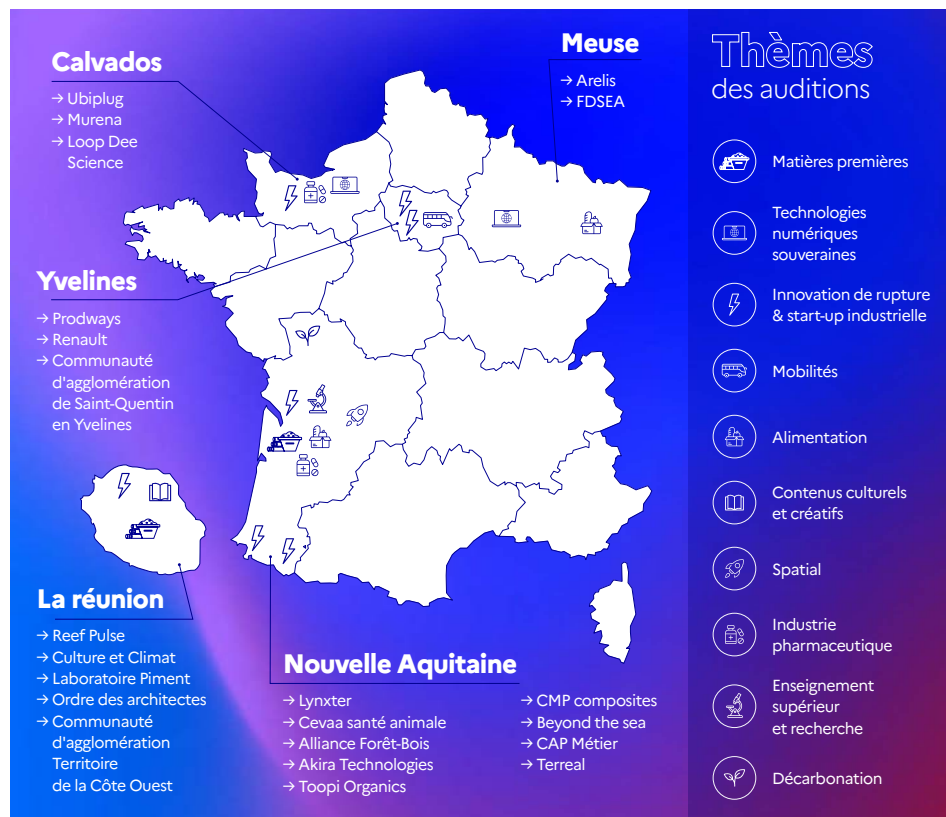 Calvados
→ Ubiplug
→ Murena
→ Loop Dee
Science
Meuse
→ Arelis
→ FDSEA
Yvelines
→ Prodways
→ Renault
→ Communauté
d'agglomération
de Saint-Quentin
en Yvelines
La réunion
→ Reef Pulse
→ Culture et Climat
→ Laboratoire Piment
→ Ordre des architectes
→ Communauté
d'agglomération
Territoire
de la Côte Ouest
Nouvelle Aquitaine
→ Lynxter
→ Cevaa santé animale
→ Alliance Forêt-Bois
→ Akira Technologies
→ Toopi Organics
→ CMP composites
→ Beyond the sea
→ CAP Métier
→ Terreal
Thèmes
des auditions
Matières premières
Technologies
numériques
souveraines
Innovation de rupture
& start-up industrielle
Mobilités
Alimentation
Contenus culturels
et créatifs
Spatial
Industrie
pharmaceutique
Enseignement
supérieur
et recherche
Décarbonation